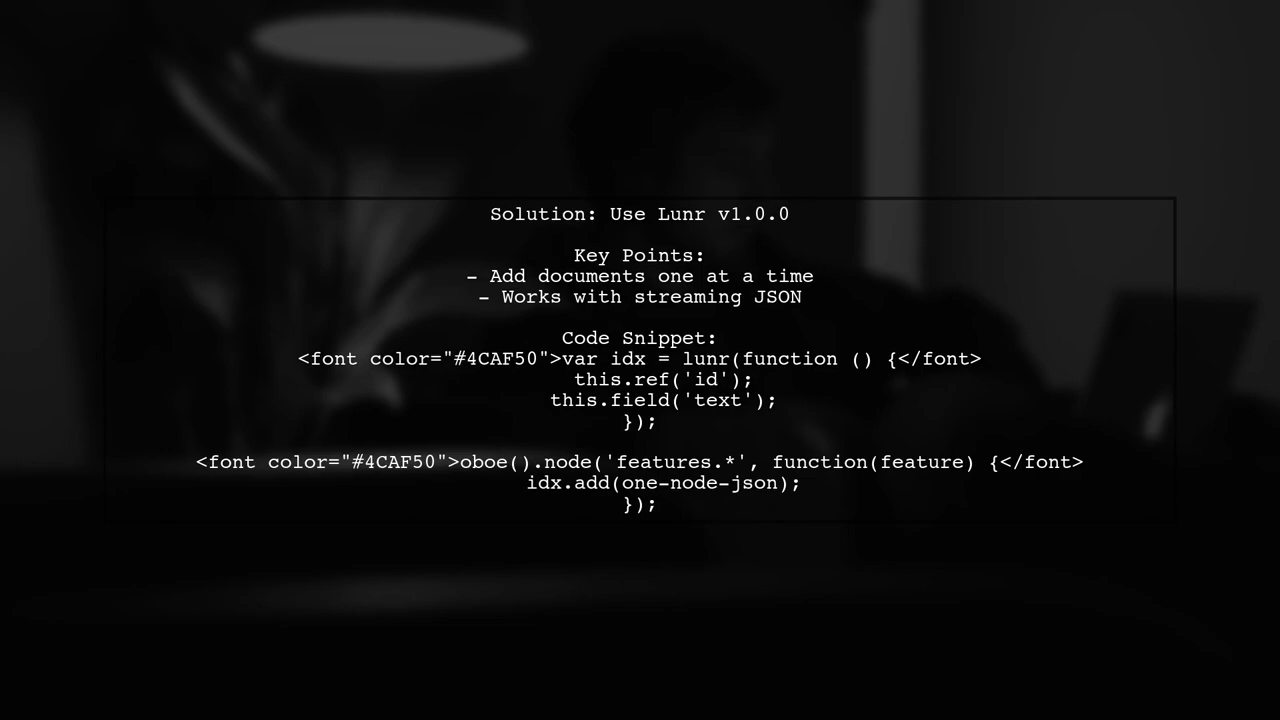 Solution: Use Lunr v1.0.0
Key Points:
- Add documents one at a time
- Works with streaming JSON
Code Snippet:
<font color="#4CAF50">var idx = lunr(function () {</font>
this.ref('id');
this.field('text');
});
<font color="#4CAF50">oboe().node('features.*', function(feature) {</font>
idx.add(one-node-json);
});